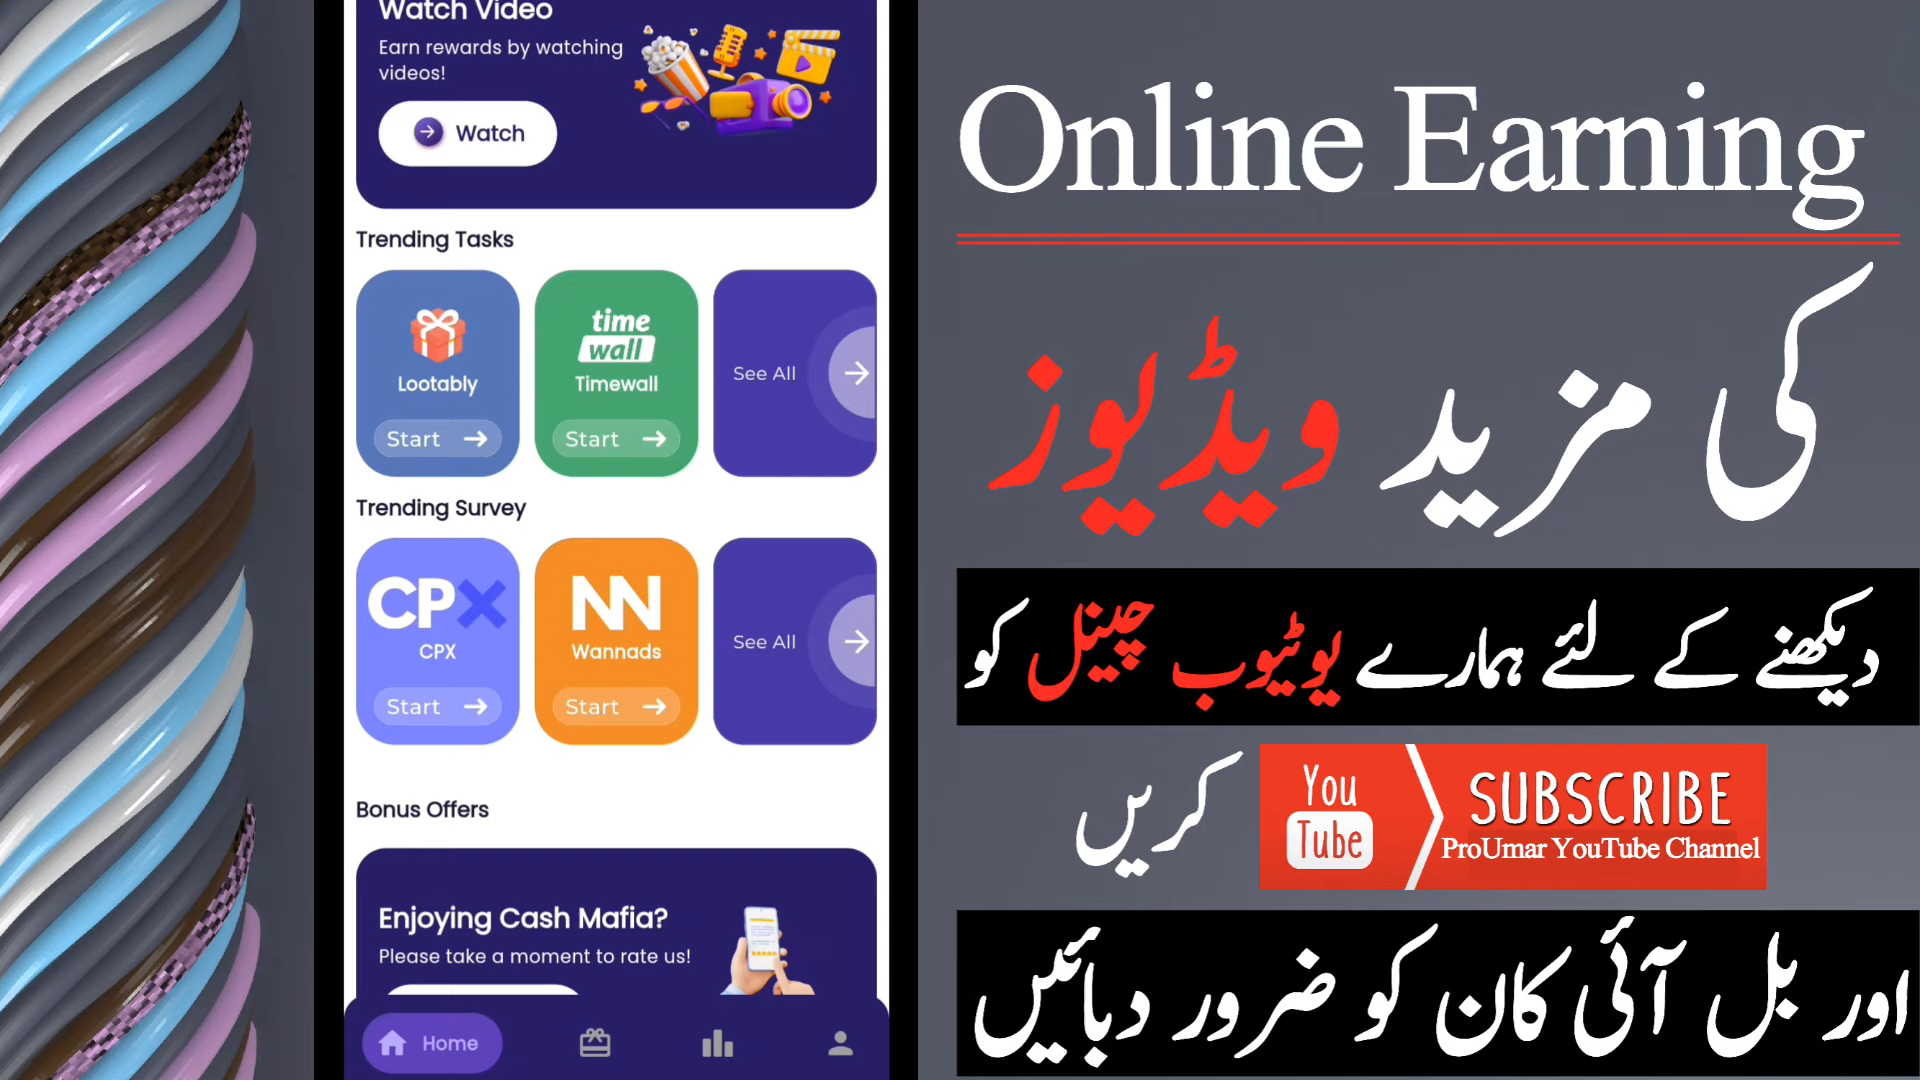 Watch Video
Earn rewards by watching
videos!
Watch
Trending Tasks
time
wall
Lootably
Timewall
See All
Start
Start
Trending Survey
CPX
NN
CPX
Wannads
See All
Start
Start
Bonus Offers
Enjoying Cash Mafia?
Please take a moment to rate us!
Home
Online Earning
کی مزید ویڈیوز
دیکھنے کے لئے ہمارے یوٹیوب چینل کو
You
Tube
SUBSCRIBE
ProUmar YouTube Channel
کریں
اور بل آئی کان کو ضرور دبائیں